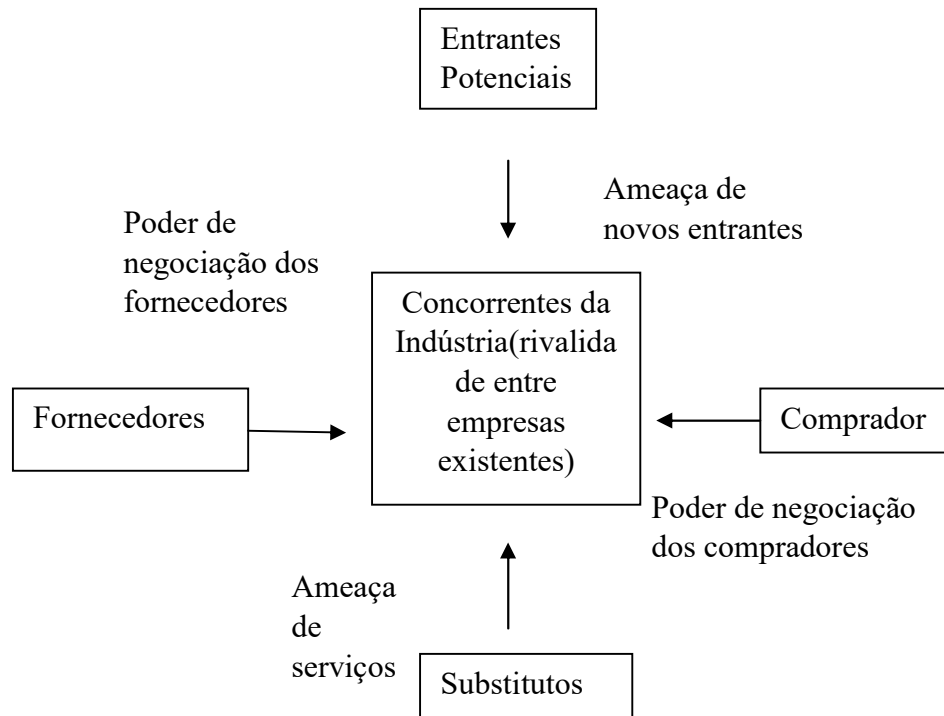 Entrantes
Potenciais
Ameaça de
novos entrantes
Poder de
negociação dos
fornecedores
Concorrentes da
Indústria(rivalida
de entre
empresas
existentes)
Fornecedores
Comprador
Poder de negociação
dos compradores
Ameaça
de
serviços
Substitutos